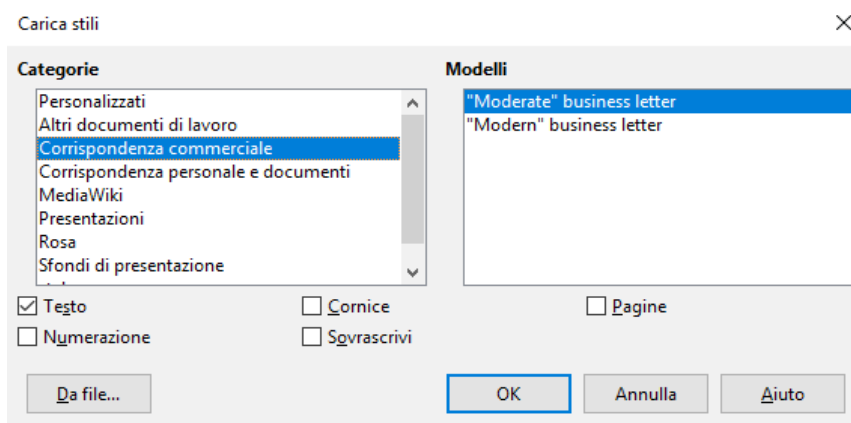 Carica stili
Categorie
Modelli
Personalizzati
Altri documenti di lavoro
Corrispondenza commerciale
Corrispondenza personale e documenti
MediaWiki
Presentazioni
Rosa
Sfondi di presentazione
"Moderate" business letter
"Modern" business letter
Testo
Cornice
Pagine
Numerazione
Sovrascrivi
Da file...
OK
Annulla
Aiuto